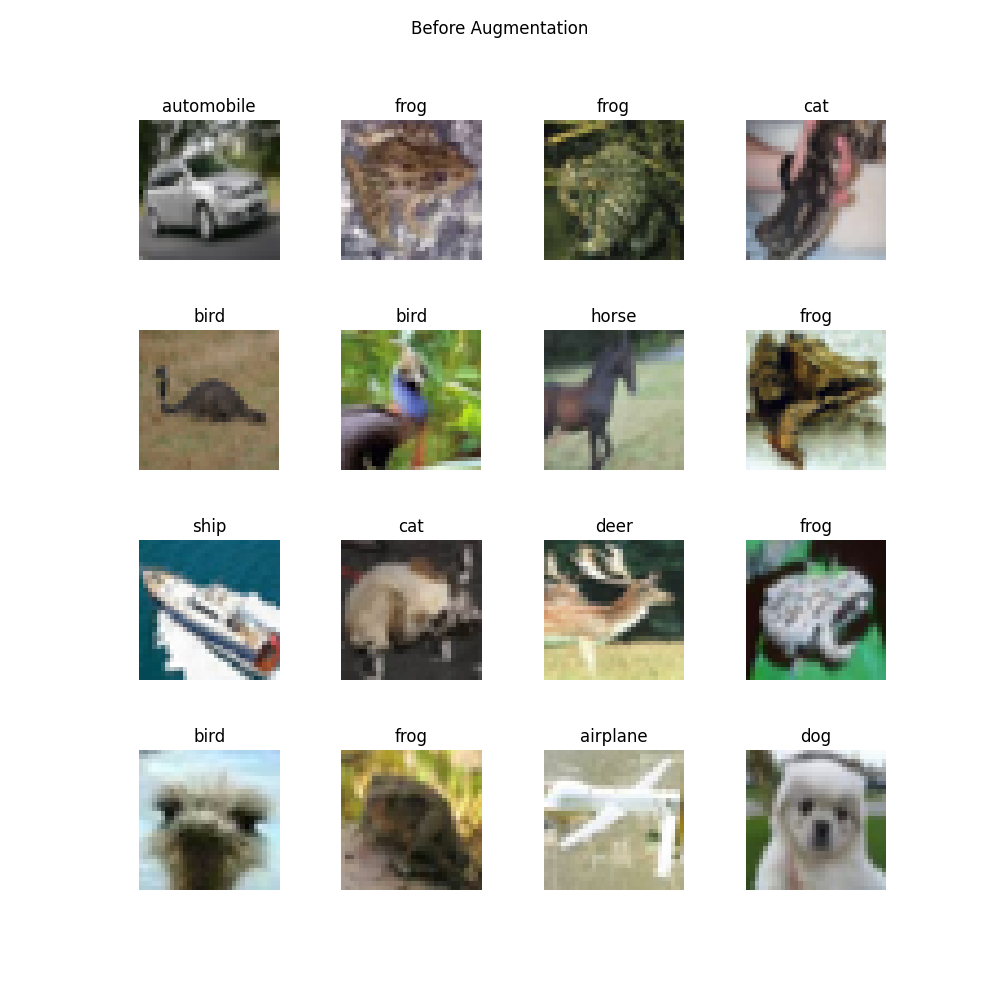 Before Augmentation
automobile frog frog cat
bird bird horse frog
ship cat deer frog
bird frog airplane dog